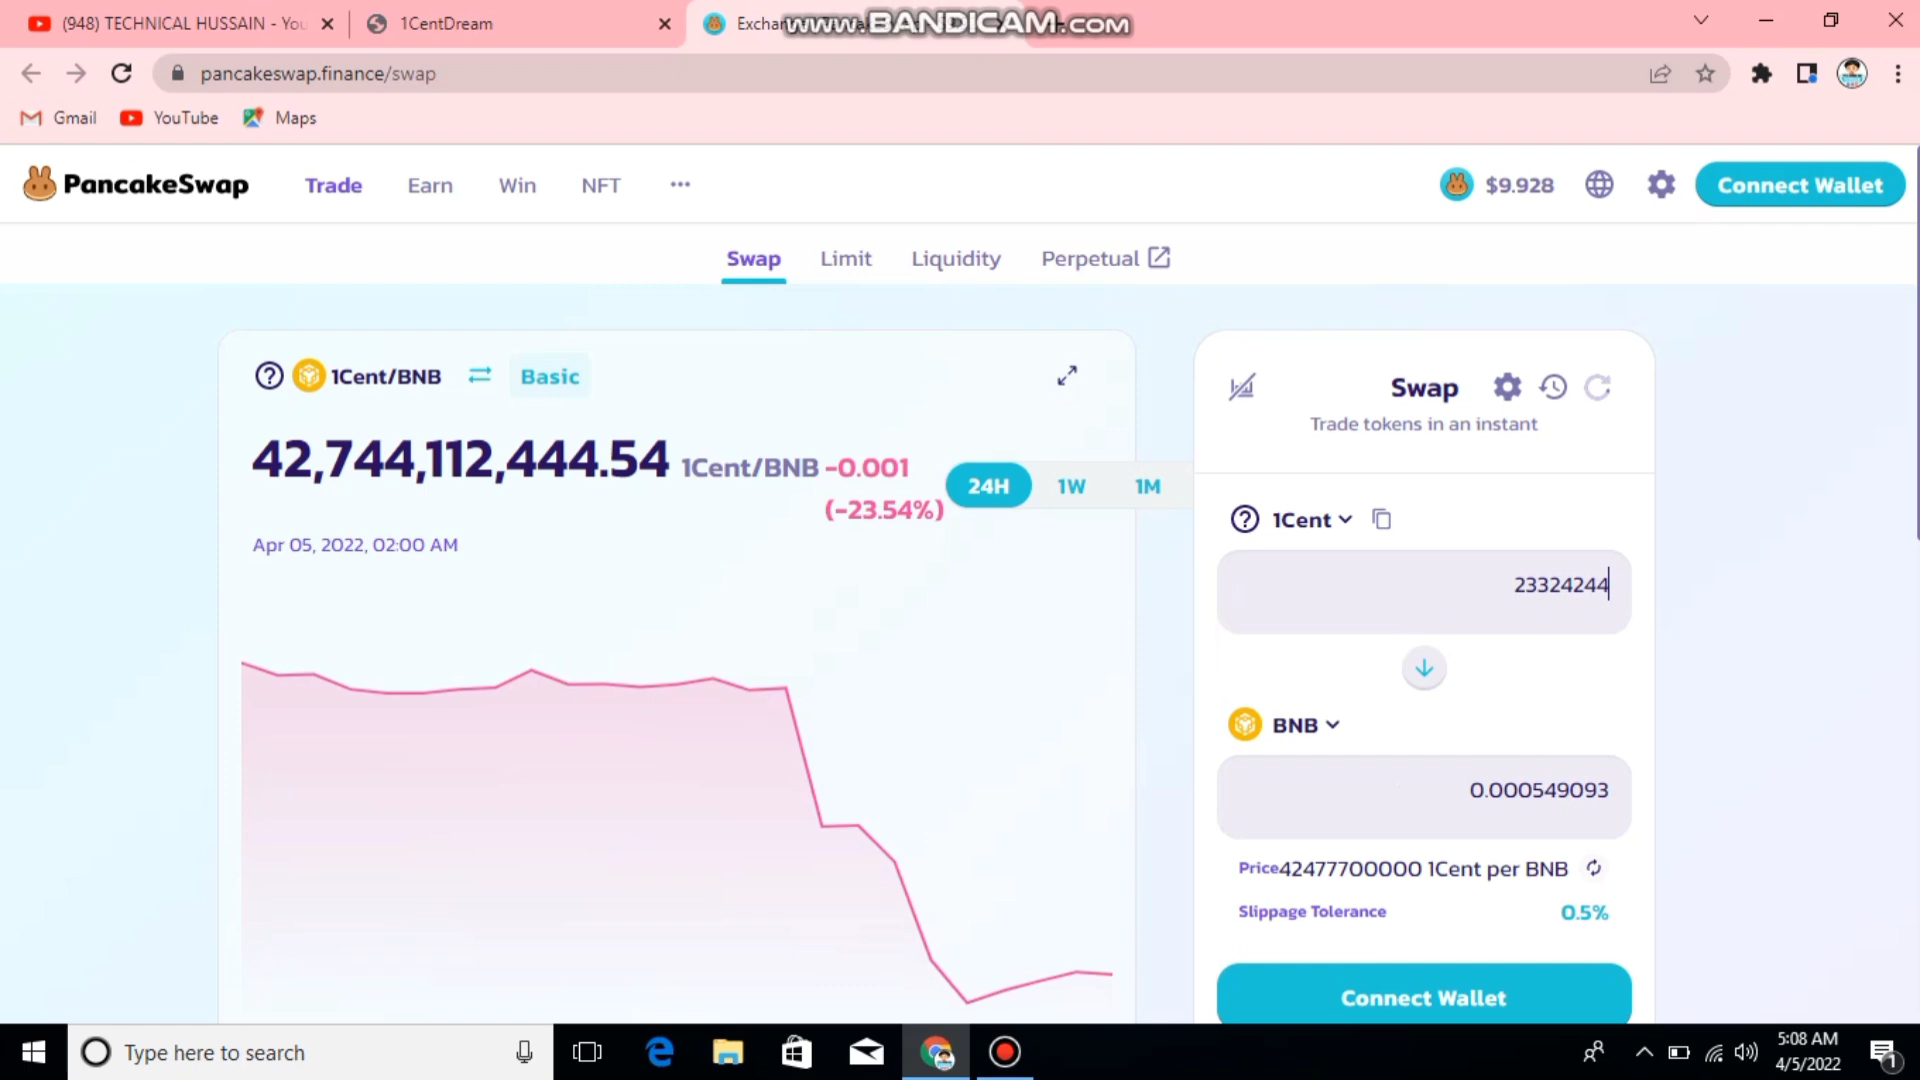 (948) TECHNICAL HUSSAIN - You
1CentDream
www.BANDICAM.com
pancakeswap.finance/swap
Gmail
YouTube
Maps
PancakeSwap
Trade
Earn
Win
NFT
$9.928
Connect Wallet
Swap
Limit
Liquidity
Perpetual
1Cent/BNB
Basic
42,744,112,444.54 1Cent/BNB -0.001
(-23.54%)
24H
1W
1M
Apr 05, 2022, 02:00 AM
Swap
Trade tokens in an instant
1Cent
23324244
BNB
0.000549093
Price
42477700000 1Cent per BNB
Slippage Tolerance
0.5%
Connect Wallet
Type here to search
5:08 AM
4/5/2022
1